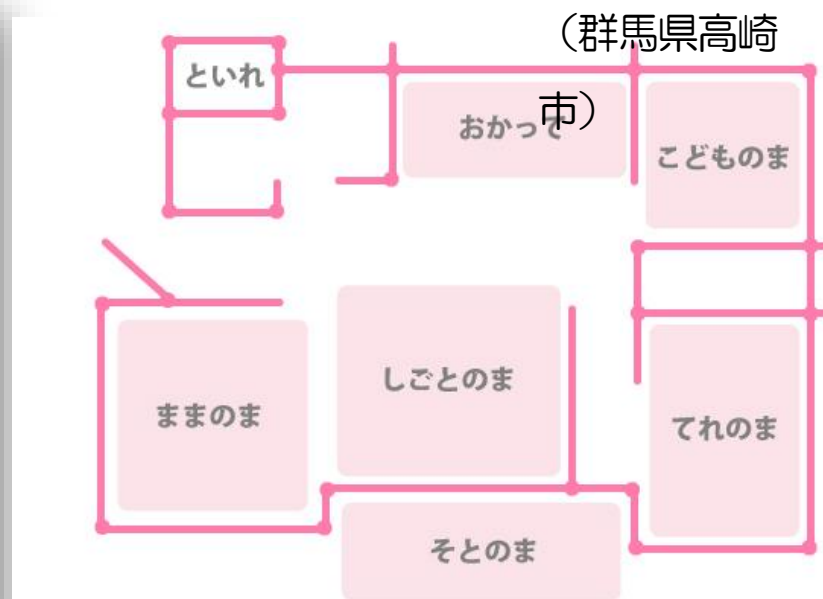 （群馬県高崎
市）
といれ
おかって
こどものま
しごとのま
ままのま
てれのま
そとのま